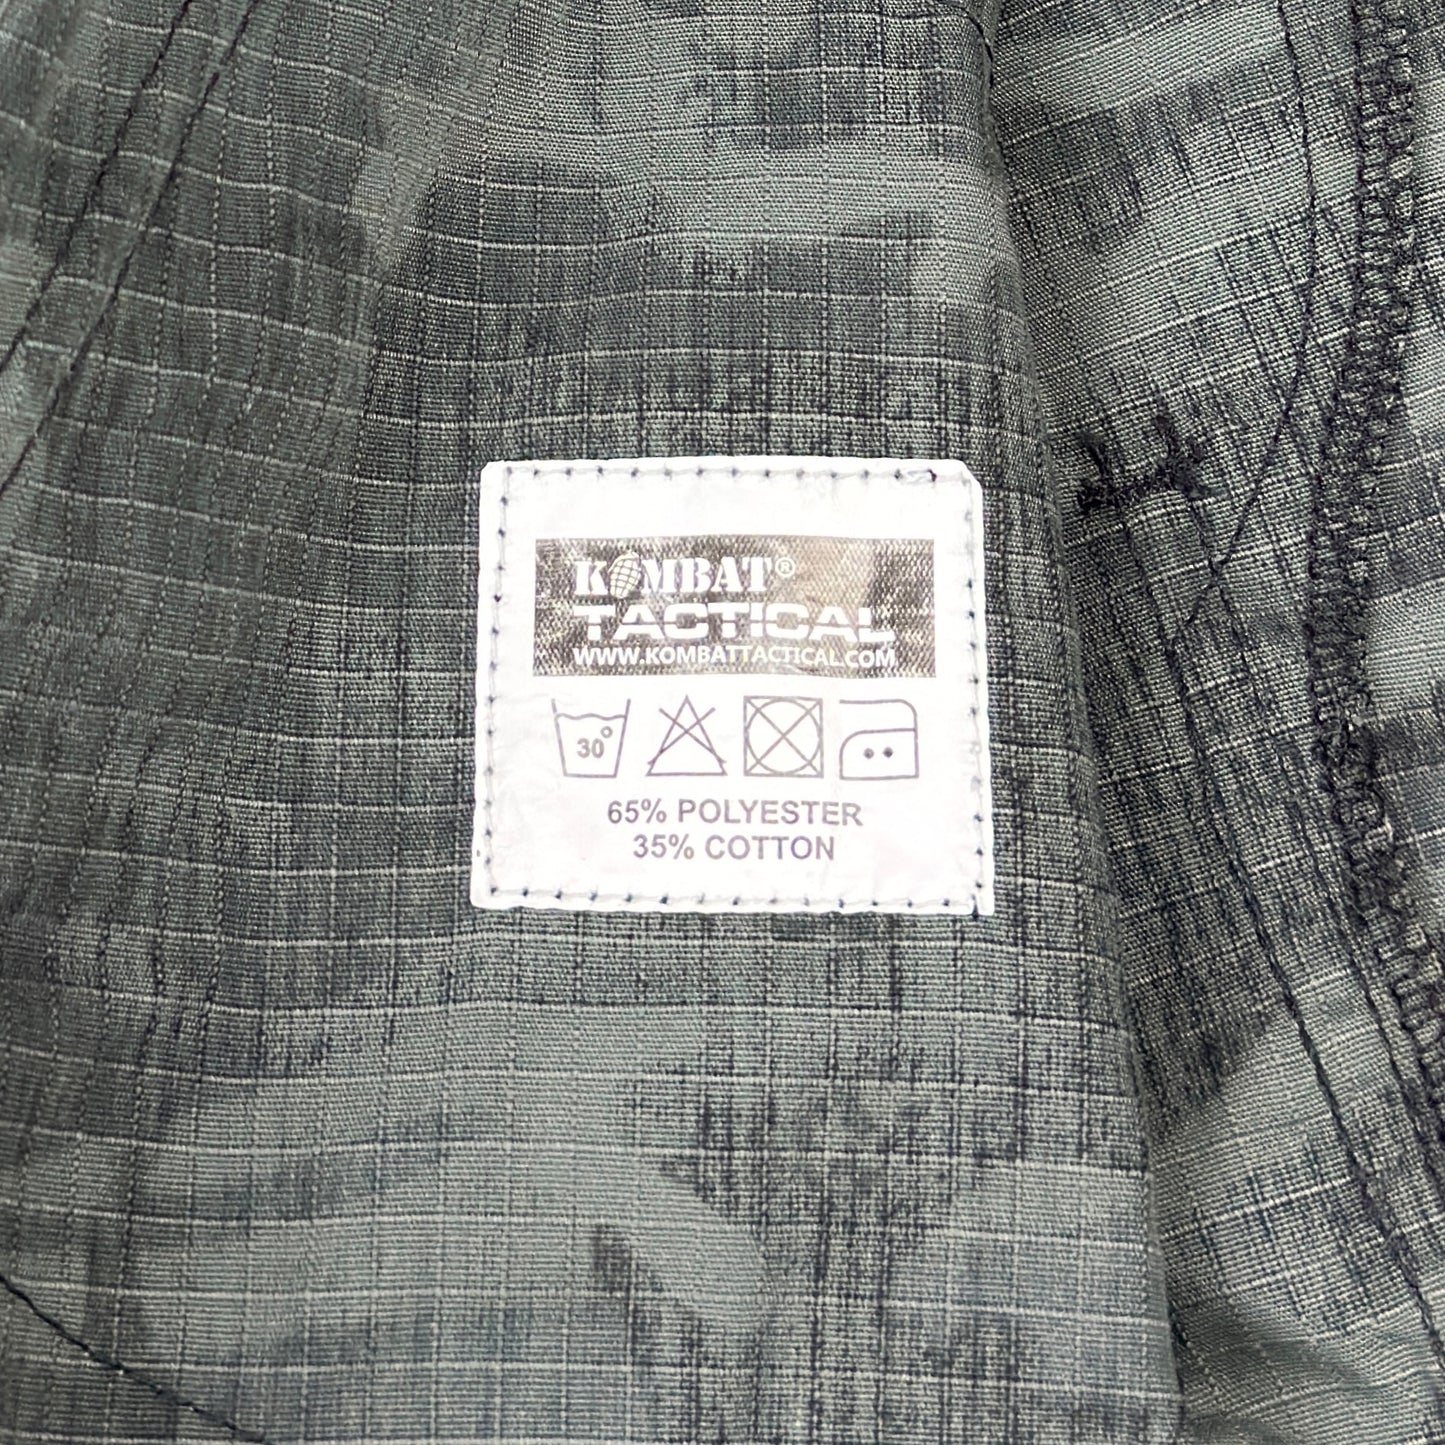 KOMBAT®
TACTICAL
WWW.KOMBATTACTICAL.COM
30°
65% POLYESTER
35% COTTON